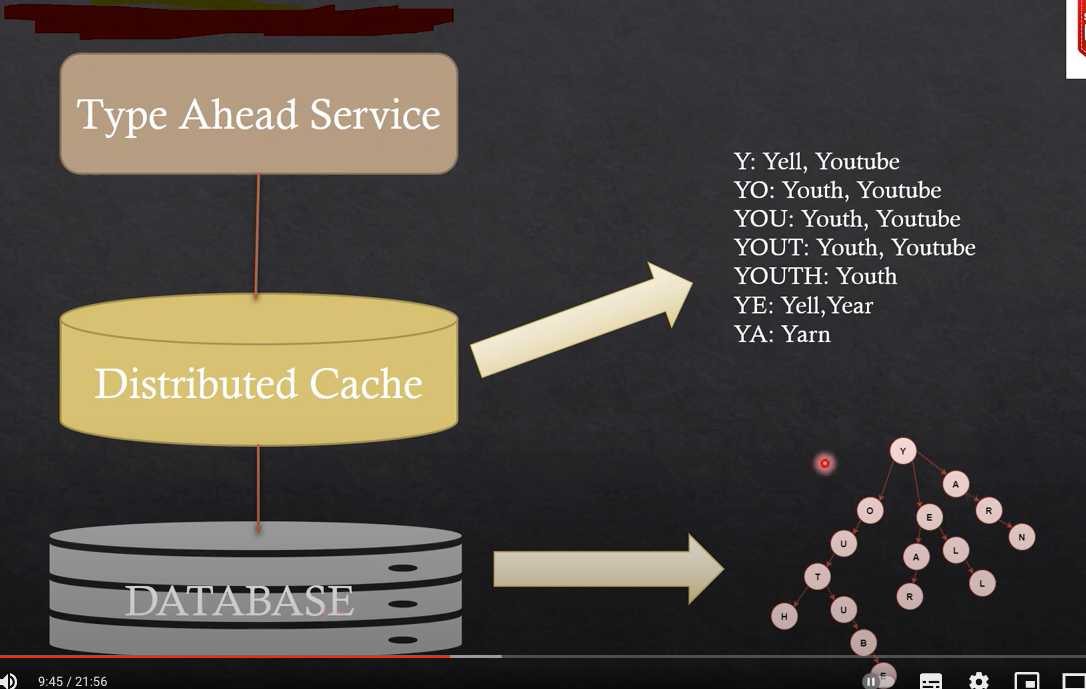 Type Ahead Service
Distributed Cache
DATABASE
Y: Yell, Youtube
YO: Youth, Youtube
YOU: Youth, Youtube
YOUT: Youth, Youtube
YOUTH: Youth
YE: Yell,Year
YA: Yarn
Y
A
O
E
R
U
A
L
N
T
R
L
H
U
B
E
9:45 / 21:56